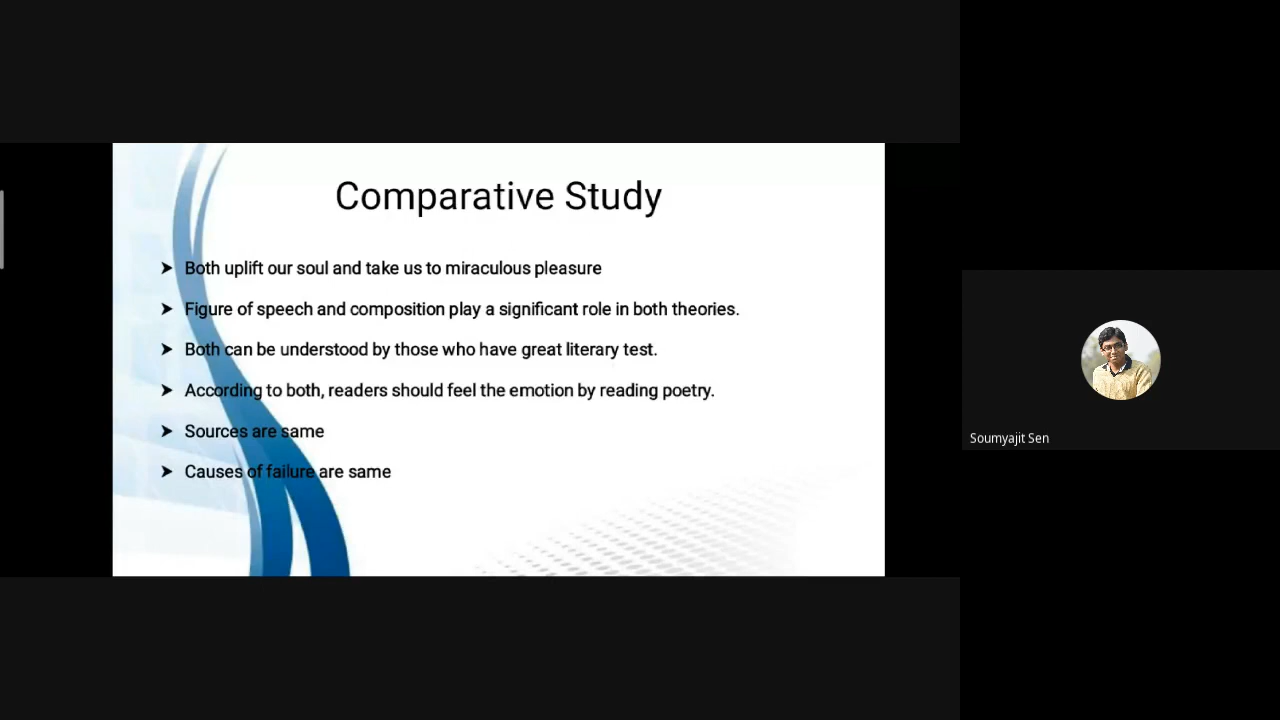 Comparative Study
Both uplift our soul and take us to miraculous pleasure
Figure of speech and composition play a significant role in both theories.
Both can be understood by those who have great literary test.
According to both, readers should feel the emotion by reading poetry.
Sources are same
Causes of failure are same
Soumyajit Sen